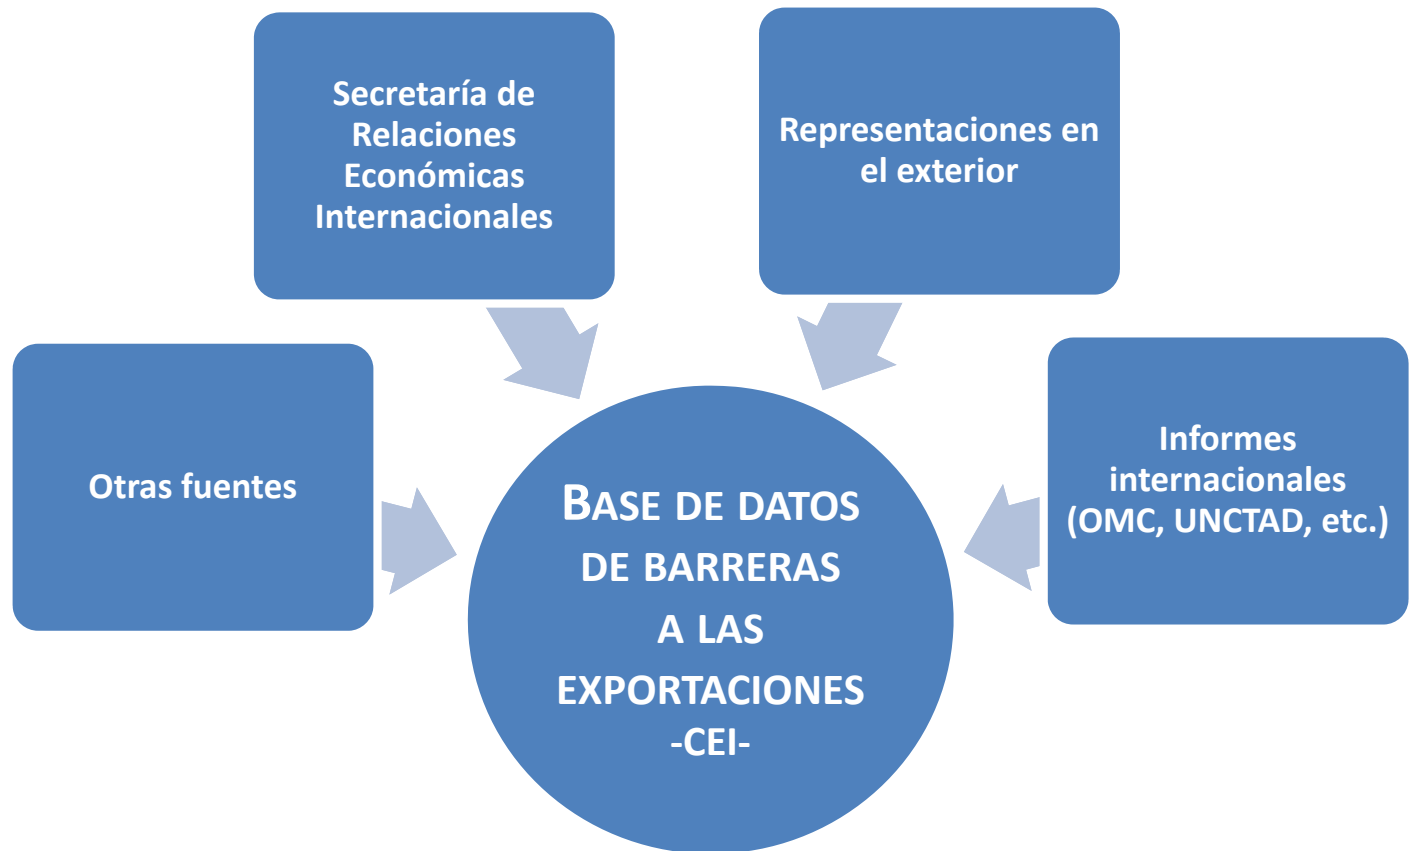 Secretaría de
Relaciones
Económicas
Internacionales
Representaciones en
el exterior
Otras fuentes
Informes
internacionales
(OMC, UNCTAD, etc.)
BASE DE DATOS
DE BARRERAS
A LAS
EXPORTACIONES
-CEI-